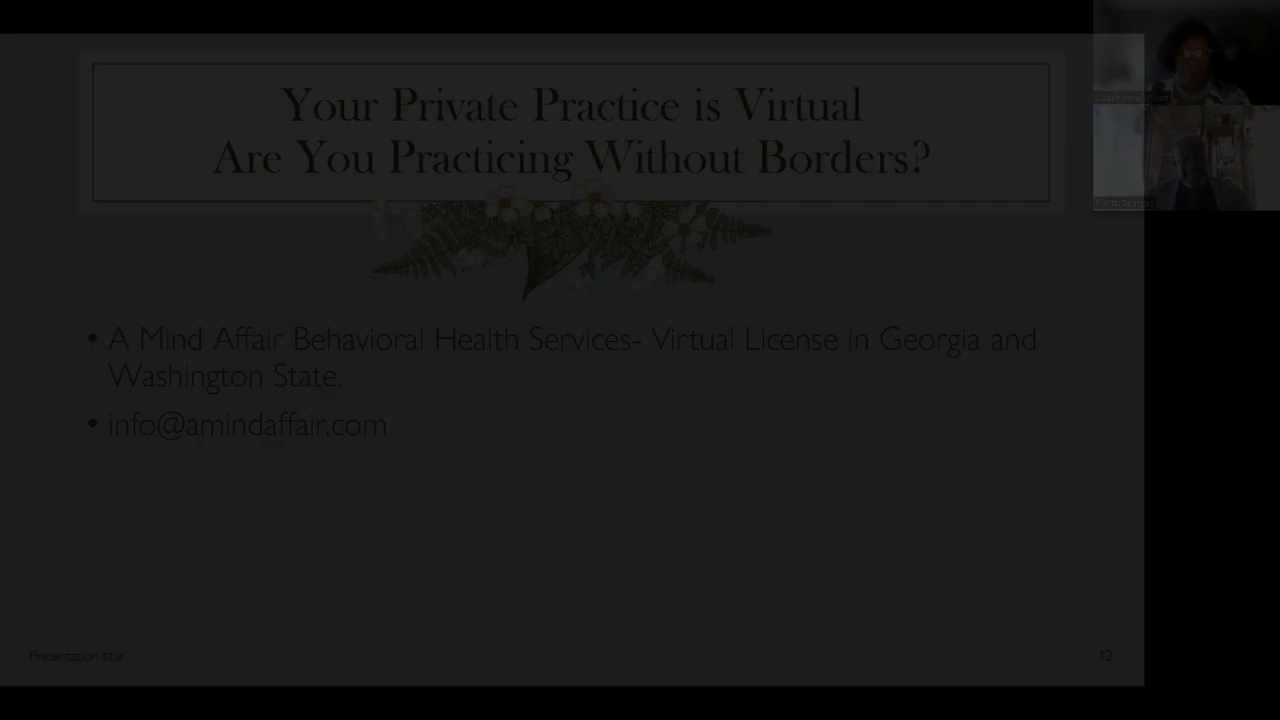 Your Private Practice is Virtual
Are You Practicing Without Borders?
• A Mind Affair Behavioral Health Services- Virtual License in Georgia and
Washington State.
• info@amindaffair.com
Presentation title
12